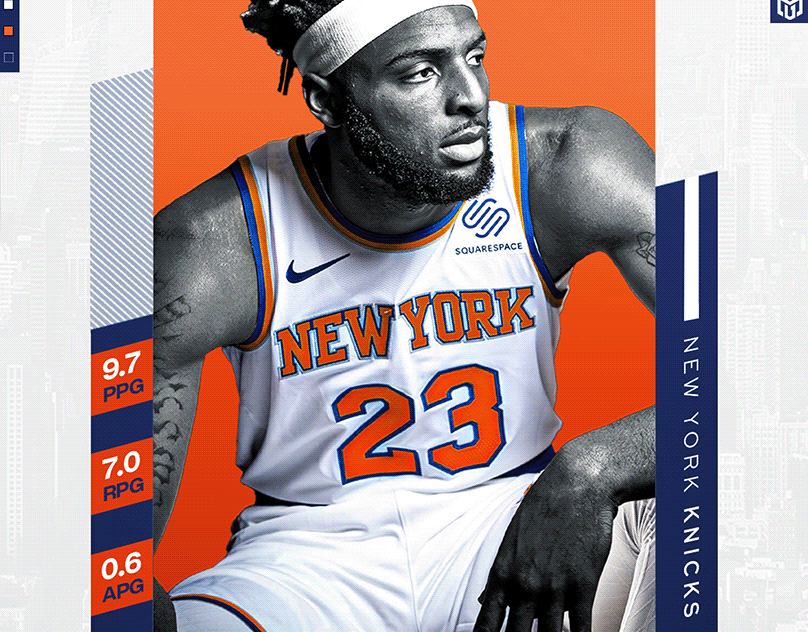 SQUARESPACE
NEW YORK
23
9.7
PPG
7.0
RPG
0.6
APG
NEW YORK KNICKS